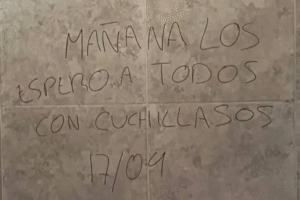 MAÑANA LOS
ESPERO A TODOS
CON CUCHILLASOS
17/09